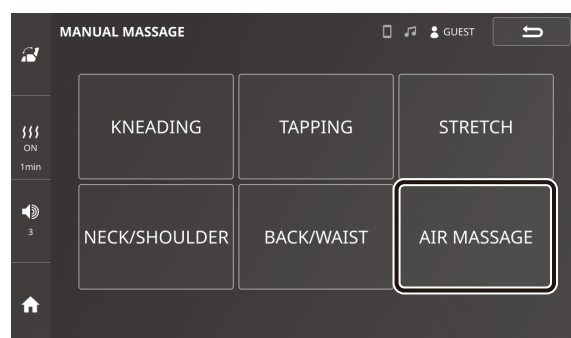 MANUAL MASSAGE
GUEST
KNEADING
TAPPING
STRETCH
ON
1min
3
NECK/SHOULDER
BACK/WAIST
AIR MASSAGE